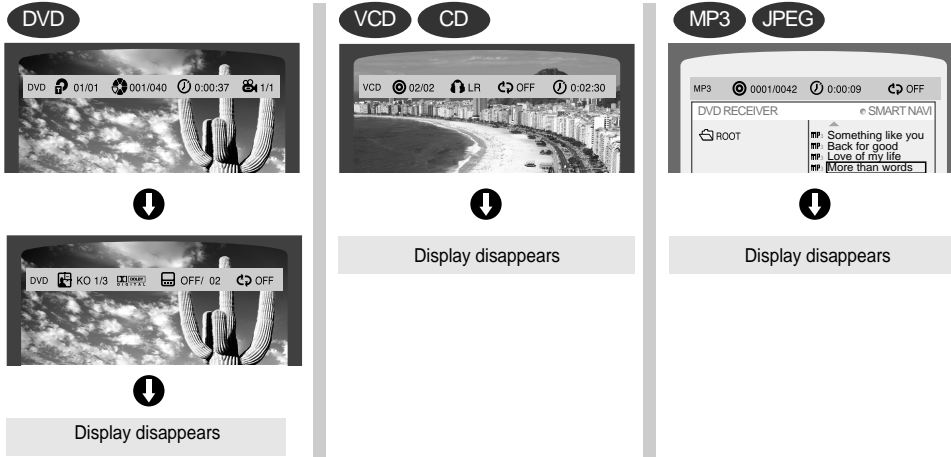 DVD
DVD 01/01 001/040 0:00:37 1/1
DVD KO 1/3 DOLBY DIGITAL OFF/ 02 OFF
Display disappears
VCD CD
VCD 02/02 LR OFF 0:02:30
Display disappears
MP3 JPEG
MP3 0001/0042 0:00:09 OFF
DVD RECEIVER SMART NAVI
ROOT
Something like you
Back for good
Love of my life
More than words
Display disappears